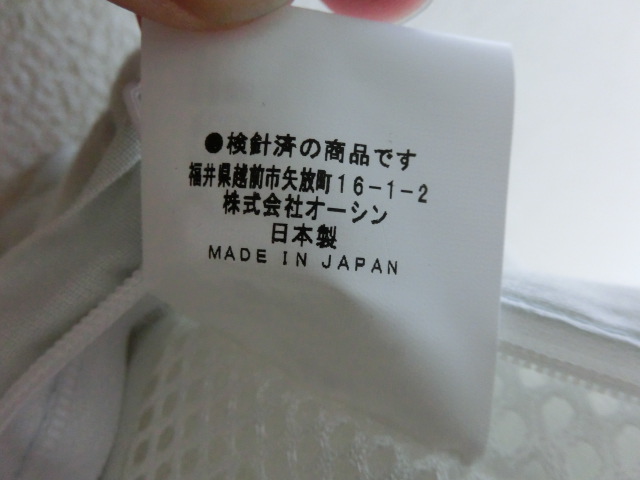 ●検針済の商品です
福井県越前市矢放町16-1-2
株式会社オーシン
日本製
MADE IN JAPAN